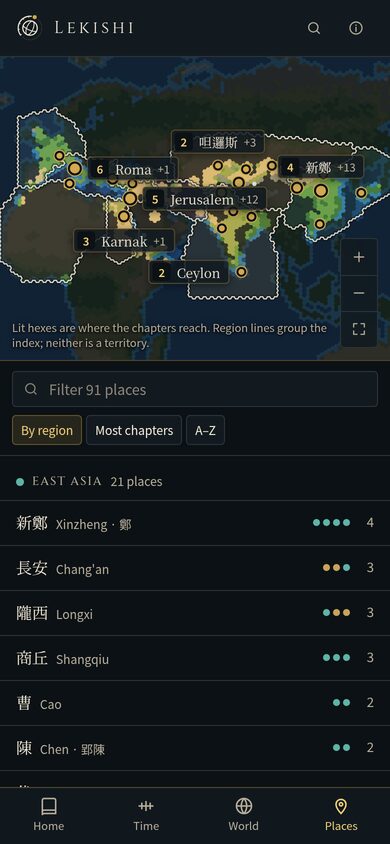 LEKISHI
2 呾邏斯 +3
6 Roma +1
4 新鄭 +13
5 Jerusalem +12
3 Karnak +1
2 Ceylon
+
−
Lit hexes are where the chapters reach. Region lines group the
index; neither is a territory.
Filter 91 places
By region
Most chapters
A–Z
EAST ASIA 21 places
新鄭 Xinzheng · 鄭 4
長安 Chang'an 3
隴西 Longxi 3
商丘 Shangqiu 3
曹 Cao 2
陳 Chen · 郢陳 2
Home
Time
World
Places